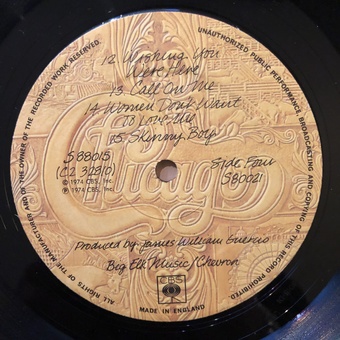 ALL RIGHTS OF THE MANUFACTURER AND OF THE OWNER OF THE RECORDED WORK RESERVED.
UNAUTHORIZED PUBLIC PERFORMANCE BROADCASTING AND COPYING OF THIS RECORD PROHIBITED.
12. Wishing You
Were Here
13. Call On Me
14. Women Don't Want
To Love Me
15. Skinny Boy
Chicago
S 88015
(C2 32810)
℗ 1974 CBS, Inc.
© 1974 CBS, Inc.
Side Four
S80021
Produced by: James William Guercio
Big Elk Music/Chevron
CBS
MADE IN ENGLAND